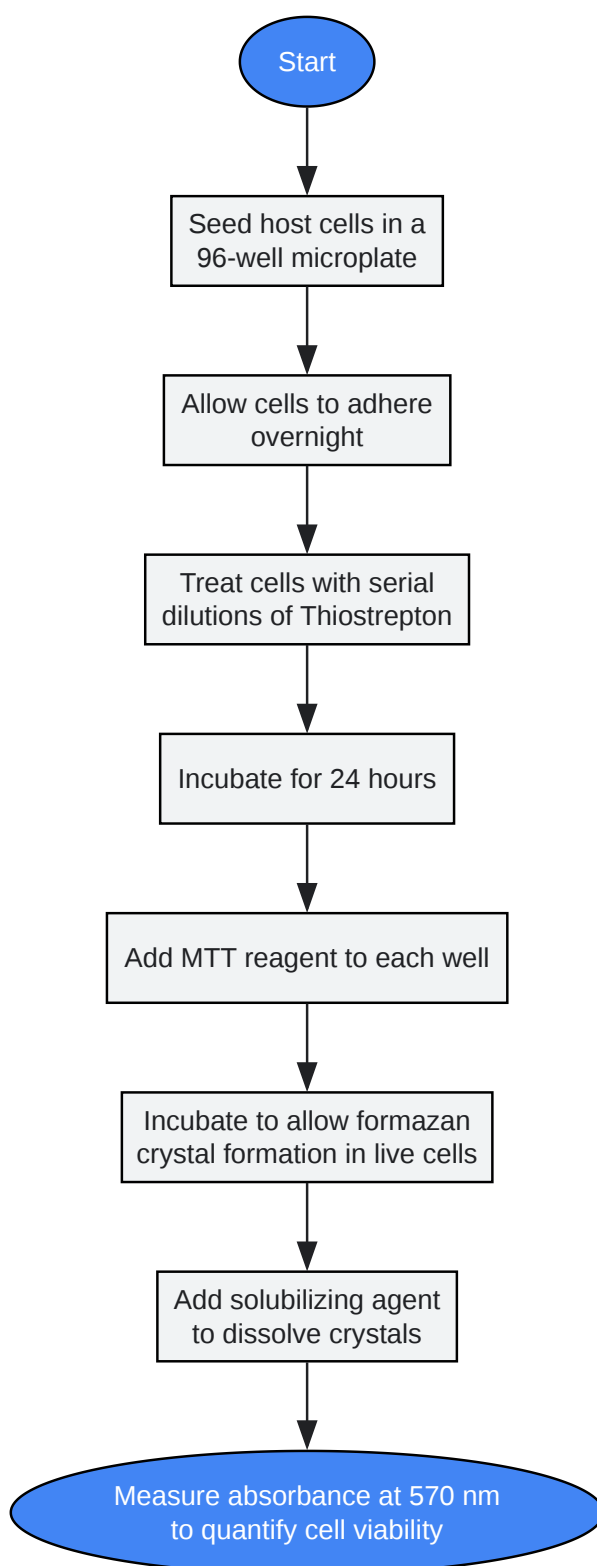 Start
Seed host cells in a
96-well microplate
Allow cells to adhere
overnight
Treat cells with serial
dilutions of Thiostrepton
Incubate for 24 hours
Add MTT reagent to each well
Incubate to allow formazan
crystal formation in live cells
Add solubilizing agent
to dissolve crystals
Measure absorbance at 570 nm
to quantify cell viability